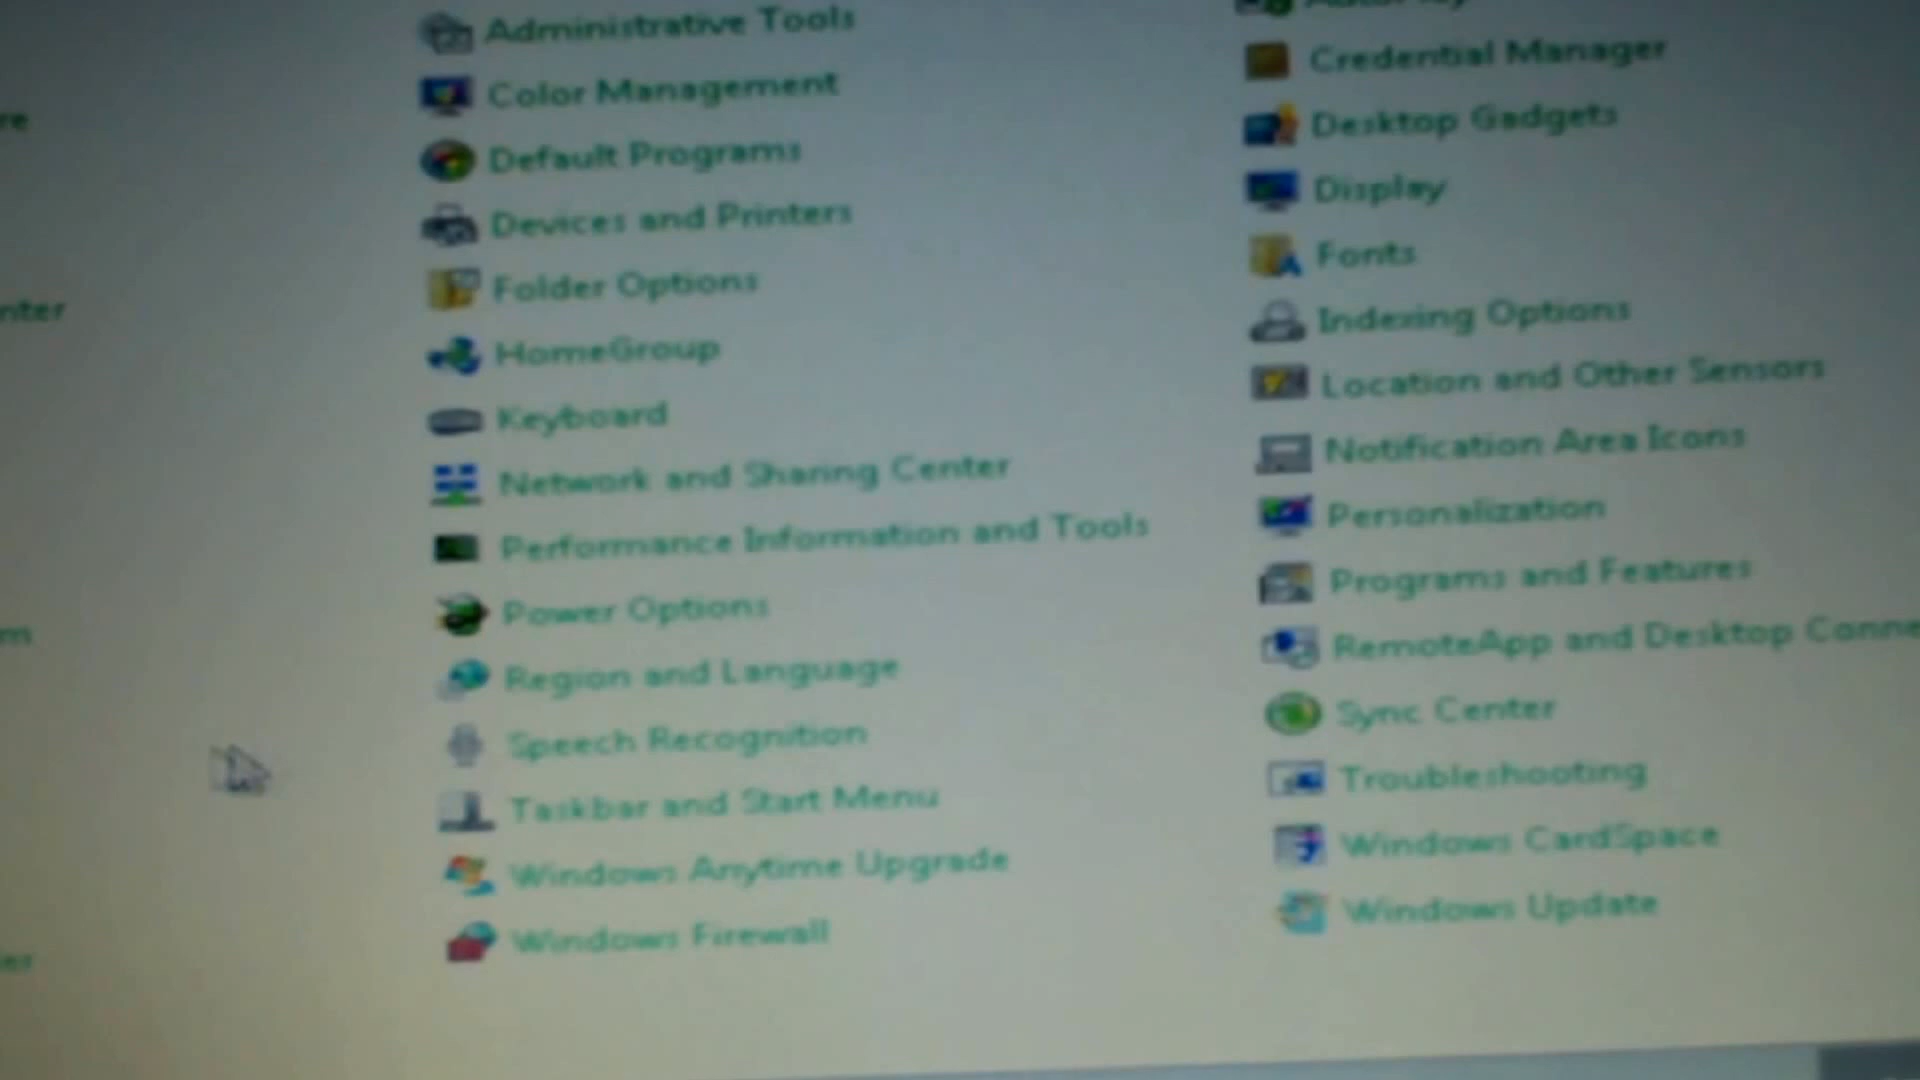 Administrative Tools
Color Management
Default Programs
Devices and Printers
Folder Options
HomeGroup
Keyboard
Network and Sharing Center
Performance Information and Tools
Power Options
Region and Language
Speech Recognition
Taskbar and Start Menu
Windows Anytime Upgrade
Windows Firewall
Credential Manager
Desktop Gadgets
Display
Fonts
Indexing Options
Location and Other Sensors
Notification Area Icons
Personalization
Programs and Features
RemoteApp and Desktop Conne
Sync Center
Troubleshooting
Windows CardSpace
Windows Update